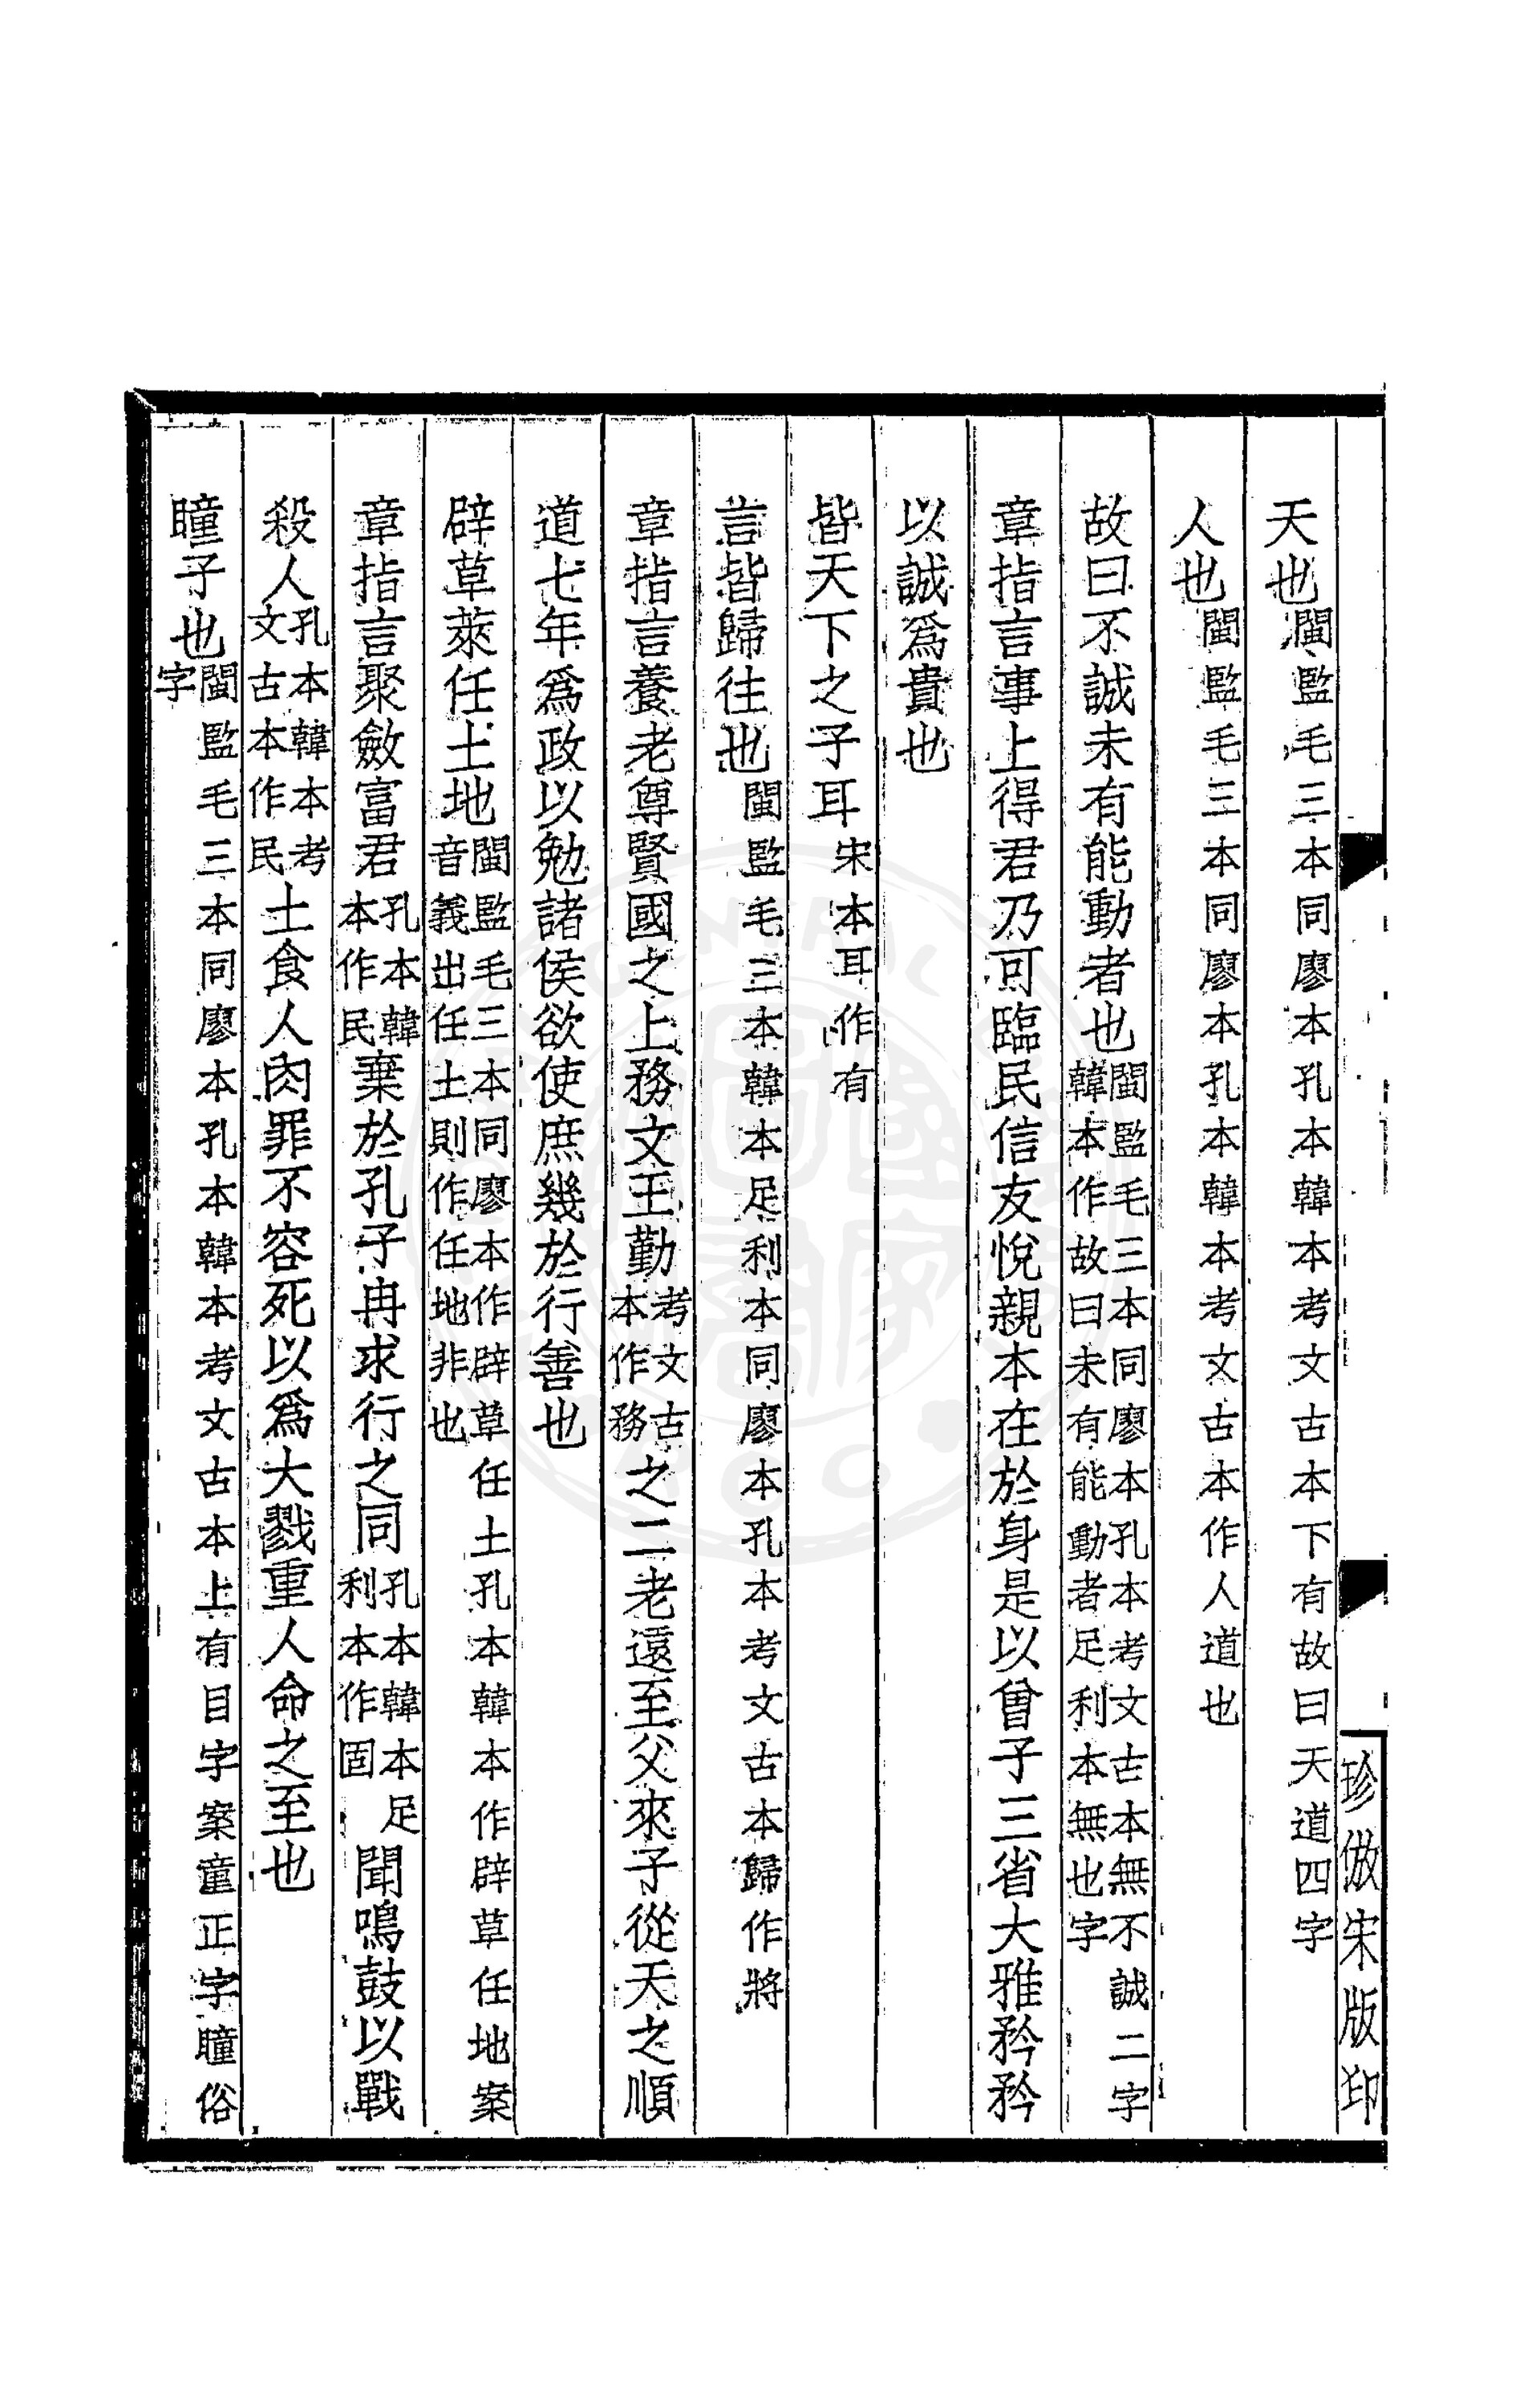 天也閩監毛三本同廖本孔本韓本考文古本下有故曰天道四字
人也閩監毛三本同廖本孔本韓本考文古本作人道也
故曰不誠未有能動者也閩監毛三本同廖本孔本考文古本無不誠二字韓本作故曰未有能動者足利本無也字
章指言事上得君乃可臨民信友悅親本在於身是以曾子三省大雅矜矜
以誠爲貴也
皆天下之子耳宋本耳作有
言皆歸往也閩監毛三本韓本足利本同廖本孔本考文古本歸作將
章指言養老尊賢國之上務文王勤考文古本作務之二老遠至父來子從天之順
道七年爲政以勉諸侯欲使庶幾於行善也
辟草萊任土地閩監毛三本同廖本作辟草任土孔本韓本作辟草任地案音義出任土則作任地非也
章指言聚斂富君孔本韓本作民棄於孔子冉求行之同孔本韓本足利本作固聞鳴鼓以戰
殺人孔本韓本考文古本作民土食人肉罪不容死以爲大戮重人命之至也
瞳子也閩監毛三本同廖本孔本韓本考文古本上有目字案童正字瞳俗字
珍倣宋版印